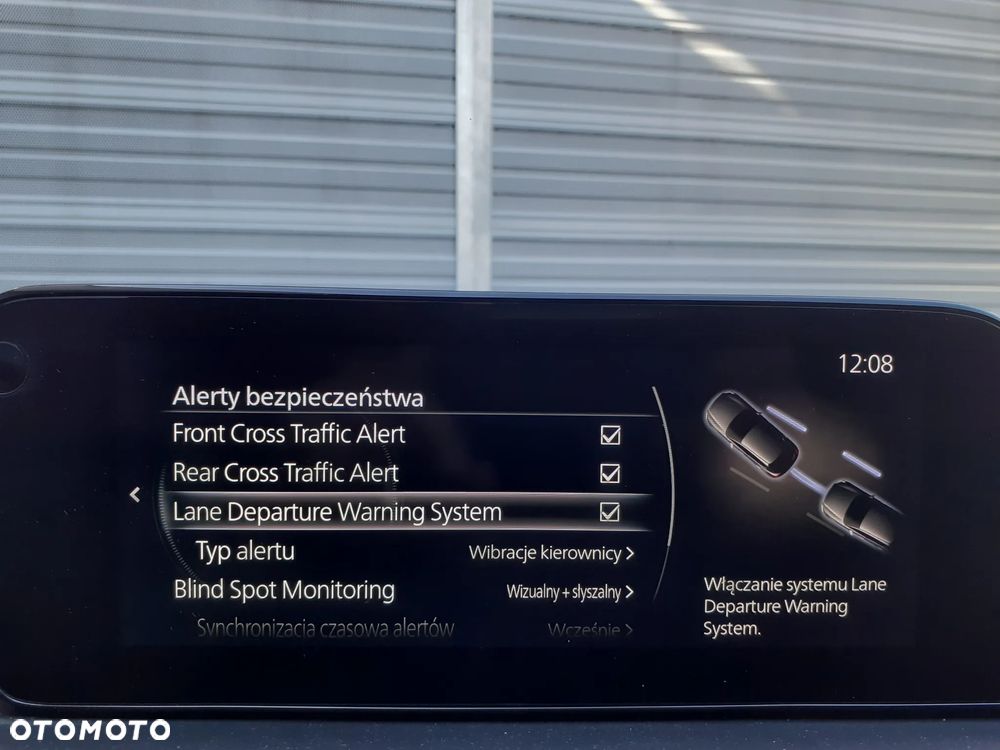 12:08
Alerty bezpieczeństwa
Front Cross Traffic Alert
Rear Cross Traffic Alert
Lane Departure Warning System
Typ alertu Wibracje kierownicy >
Blind Spot Monitoring Wizualny + słyszalny >
Synchronizacja czasowa alertów Wcześnie >
Włączanie systemu Lane
Departure Warning
System.
OTOMOTO